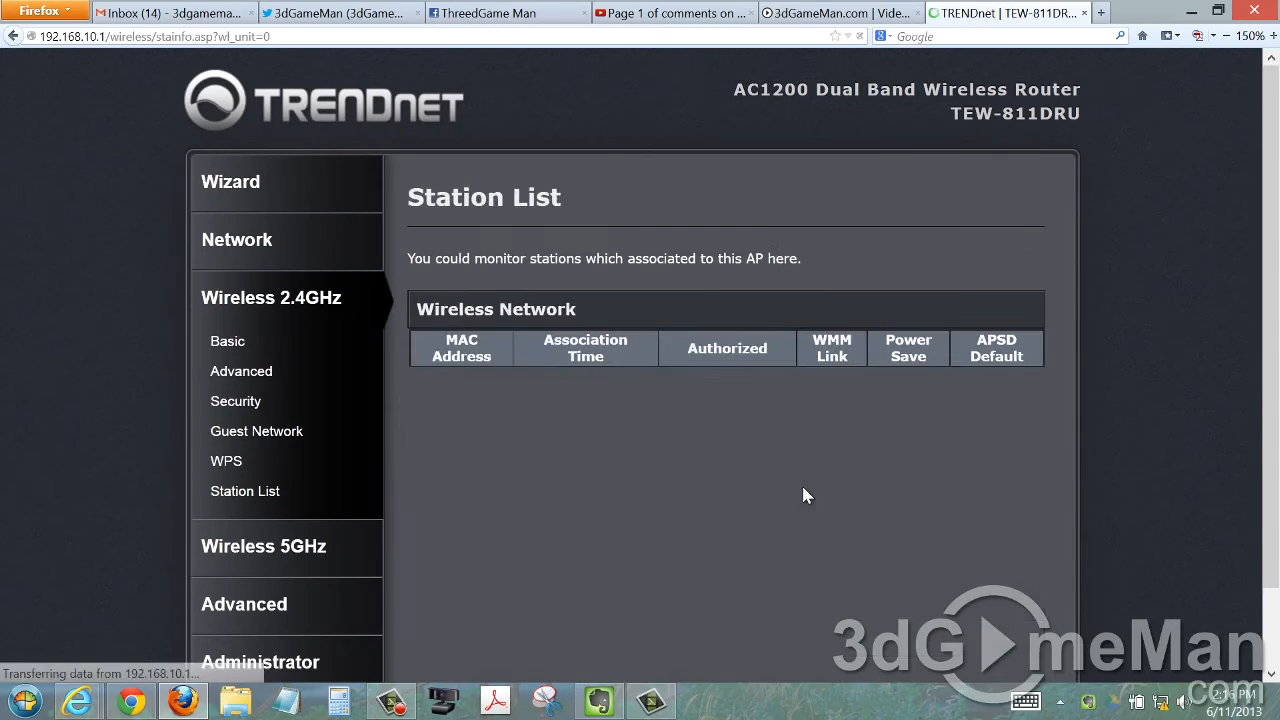 Firefox
Inbox (14) - 3dgamema...
3dGameMan (3dGame...
ThreedGame Man
Page 1 of comments on ...
3dGameMan.com | Vide...
TRENDnet | TEW-811DR...
192.168.10.1/wireless/stainfo.asp?wl_unit=0
Google
150%
TRENDNET
AC1200 Dual Band Wireless Router
TEW-811DRU
Wizard
Network
Wireless 2.4GHz
Basic
Advanced
Security
Guest Network
WPS
Station List
Wireless 5GHz
Advanced
Administrator
Station List
You could monitor stations which associated to this AP here.
Wireless Network
MAC Address
Association Time
Authorized
WMM Link
Power Save
APSD Default
Transferring data from 192.168.10.1...
3dGameMan
.com
2:16 PM
6/11/2013